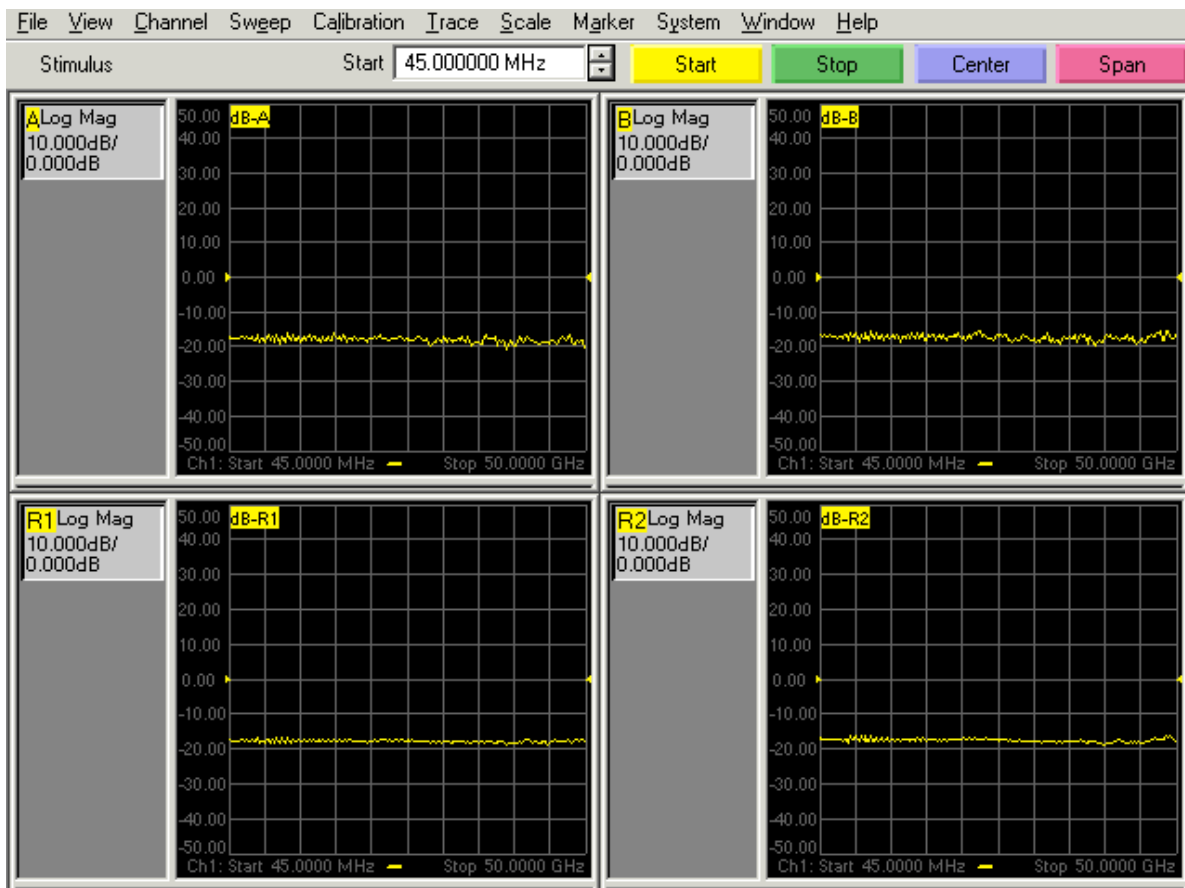 File View Channel Sweep Calibration Trace Scale Marker System Window Help
Stimulus Start 45.000000 MHz Start Stop Center Span
A Log Mag
10.000dB/
0.000dB
50.00 dB-A
40.00
30.00
20.00
10.00
0.00
-10.00
-20.00
-30.00
-40.00
-50.00
Ch1: Start 45.0000 MHz Stop 50.0000 GHz
B Log Mag
10.000dB/
0.000dB
50.00 dB-B
40.00
30.00
20.00
10.00
0.00
-10.00
-20.00
-30.00
-40.00
-50.00
Ch1: Start 45.0000 MHz Stop 50.0000 GHz
R1 Log Mag
10.000dB/
0.000dB
50.00 dB-R1
40.00
30.00
20.00
10.00
0.00
-10.00
-20.00
-30.00
-40.00
-50.00
Ch1: Start 45.0000 MHz Stop 50.0000 GHz
R2 Log Mag
10.000dB/
0.000dB
50.00 dB-R2
40.00
30.00
20.00
10.00
0.00
-10.00
-20.00
-30.00
-40.00
-50.00
Ch1: Start 45.0000 MHz Stop 50.0000 GHz